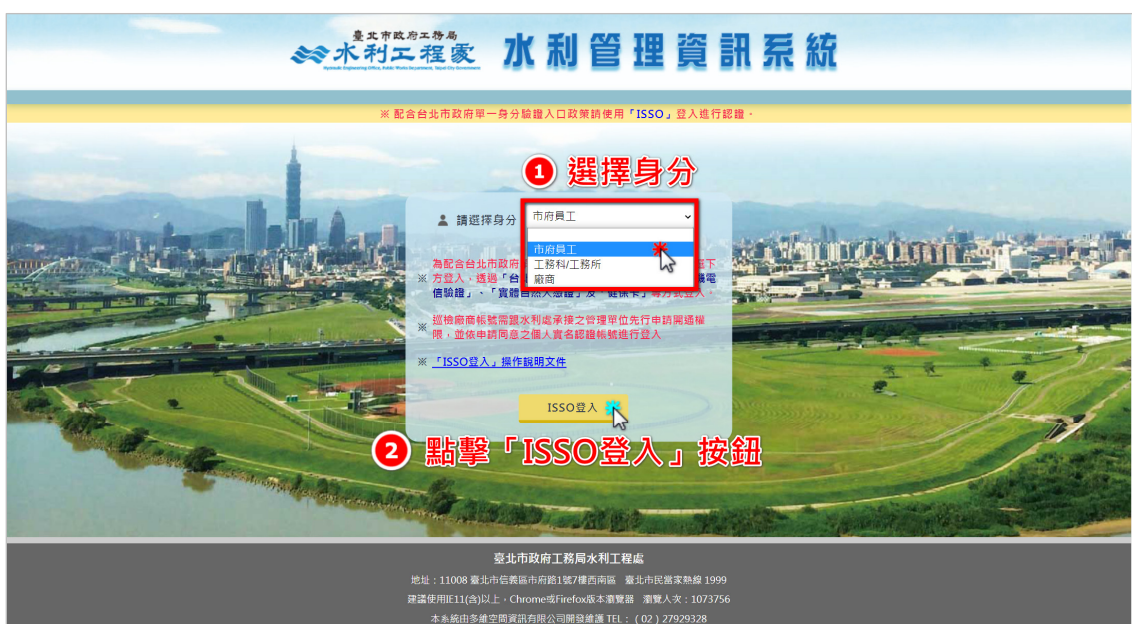 臺北市政府工務局
水利工程處
Hydraulic Engineering Office, Public Works Department, Taipei City Government
水利管理資訊系統
※ 配合台北市政府單一身分驗證入口政策請使用「ISSO」登入進行認證。
1 選擇身分
請選擇身分
市府員工
市府員工
工務科/工務所
廠商
為配合台北市政府
下
※ 方登入、透過「台
機電
信驗證」、「實體自然人憑證」及「健保卡」等方式登入。
巡檢廠商帳號需跟水利處承接之管理單位先行申請開通權
※ 限，並依申請同意之個人實名認證帳號進行登入
※ 「ISSO登入」操作說明文件
ISSO登入
2 點擊「ISSO登入」按鈕
臺北市政府工務局水利工程處
地址：11008 臺北市信義區市府路1號7樓西南區 臺北市民當家熱線 1999
建議使用IE11(含)以上，Chrome或Firefox版本瀏覽器 瀏覽人次：1073756
本系統由多維空間資訊有限公司開發維護 TEL：（ 02 ) 27929328